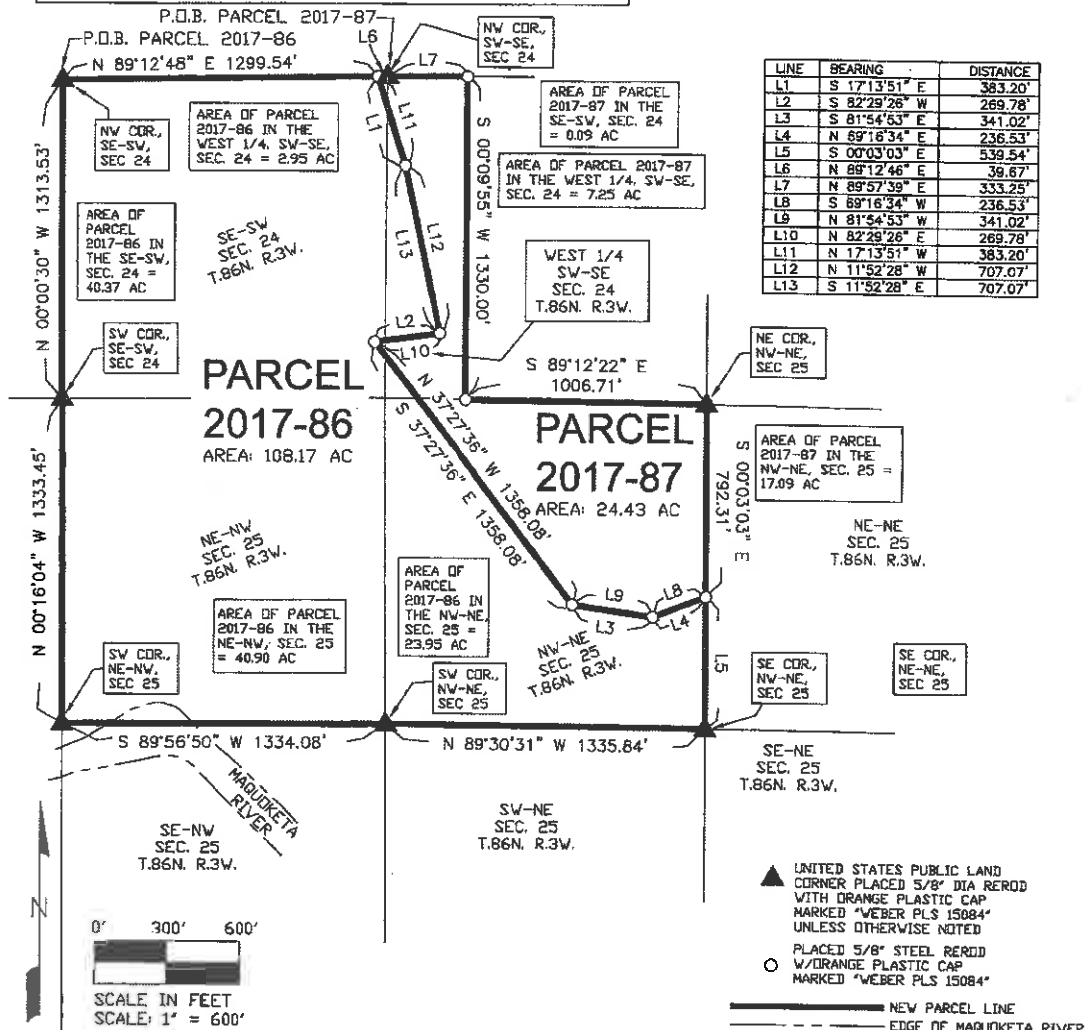 P.O.B. PARCEL 2017-87
P.O.B. PARCEL 2017-86
L6
NW COR.,
SW-SE,
SEC 24
N 89°12'48" E 1299.54'
L7
LINE BEARING DISTANCE
L1 S 17°13'51" E 383.20'
L2 S 82°29'26" W 269.78'
L3 S 81°54'53" E 341.02'
L4 N 69°16'34" E 236.53'
L5 S 00°03'03" E 539.54'
L6 N 89°12'46" E 39.67'
L7 N 89°57'39" E 333.25'
L8 S 69°16'34" W 236.53'
L9 N 81°54'53" W 341.02'
L10 N 82°29'26" E 269.78'
L11 N 17°13'51" W 383.20'
L12 N 11°52'28" W 707.07'
L13 S 11°52'28" E 707.07'
NW COR.,
SE-SW,
SEC 24
AREA OF PARCEL
2017-86 IN THE
WEST 1/4, SW-SE,
SEC. 24 = 2.95 AC
L1
L11
AREA OF PARCEL
2017-87 IN THE
SE-SW, SEC. 24
= 0.09 AC
AREA OF PARCEL 2017-87
IN THE WEST 1/4, SW-SE,
SEC. 24 = 7.25 AC
N 00°00'30" W 1313.53'
S 00°09'55" W 1330.00'
AREA OF
PARCEL
2017-86 IN
THE SE-SW,
SEC. 24 =
40.37 AC
SE-SW
SEC. 24
T.86N. R.3W.
L13
L12
WEST 1/4
SW-SE
SEC. 24
T.86N. R.3W.
SW COR.,
SE-SW,
SEC 24
L2
L10
NE COR.,
NW-NE,
SEC 25
S 89°12'22" E
1006.71'
PARCEL
2017-86
AREA: 108.17 AC
N 37°27'36" W 1358.08'
S 37°27'36" E 1358.08'
PARCEL
2017-87
AREA: 24.43 AC
AREA OF PARCEL
2017-87 IN THE
NW-NE, SEC. 25 =
17.09 AC
S 00°03'03" E
792.31'
N 00°16'04" W 1333.45'
NE-NW
SEC. 25
T.86N. R.3W.
NE-NE
SEC. 25
T.86N. R.3W.
AREA OF
PARCEL
2017-86 IN
THE NW-NE,
SEC. 25 =
23.95 AC
L9
L8
L3
L4
AREA OF PARCEL
2017-86 IN THE
NE-NW, SEC. 25
= 40.90 AC
NW-NE
SEC. 25
T.86N. R.3W.
L5
SW COR.,
NE-NW,
SEC 25
SW COR.,
NW-NE,
SEC 25
SE COR.,
NW-NE,
SEC 25
SE COR.,
NE-NE,
SEC 25
S 89°56'50" W 1334.08'
N 89°30'31" W 1335.84'
MAQUOKETA
RIVER
SE-NE
SEC. 25
T.86N. R.3W.
SE-NW
SEC. 25
T.86N. R.3W.
SW-NE
SEC. 25
T.86N. R.3W.
N
0' 300' 600'
SCALE IN FEET
SCALE: 1" = 600'
UNITED STATES PUBLIC LAND
CORNER PLACED 5/8" DIA REROD
WITH ORANGE PLASTIC CAP
MARKED "WEBER PLS 15084"
UNLESS OTHERWISE NOTED
PLACED 5/8" STEEL REROD
W/ORANGE PLASTIC CAP
MARKED "WEBER PLS 15084"
NEW PARCEL LINE
EDGE OF MAQUOKETA RIVER